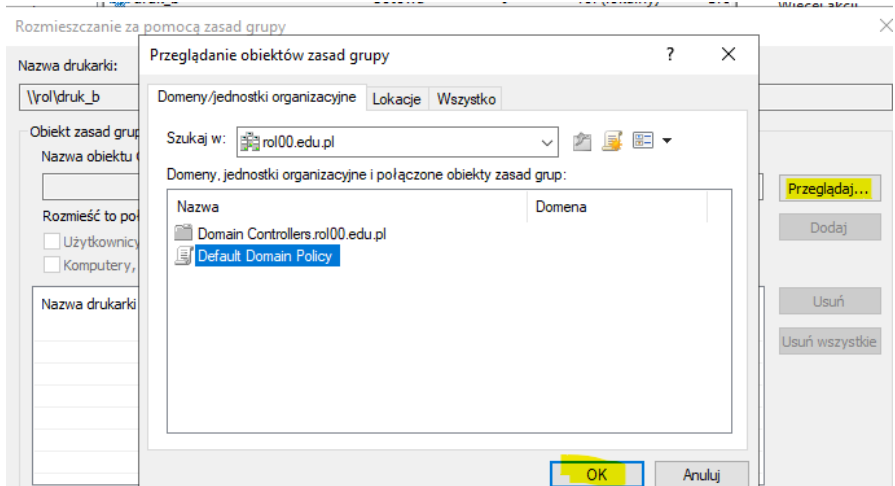 Rozmieszczanie za pomocą zasad grupy
Nazwa drukarki:
\\rol\druk_b
Obiekt zasad grup
Nazwa obiektu
Przeglądaj...
Rozmieść to po
Dodaj
Użytkownicy
Komputery,
Nazwa drukarki
Usuń
Usuń wszystkie
Przeglądanie obiektów zasad grupy
?
Domeny/jednostki organizacyjne Lokacje Wszystko
Szukaj w: rol00.edu.pl
Domeny, jednostki organizacyjne i połączone obiekty zasad grup:
Nazwa Domena
Domain Controllers.rol00.edu.pl
Default Domain Policy
OK Anuluj